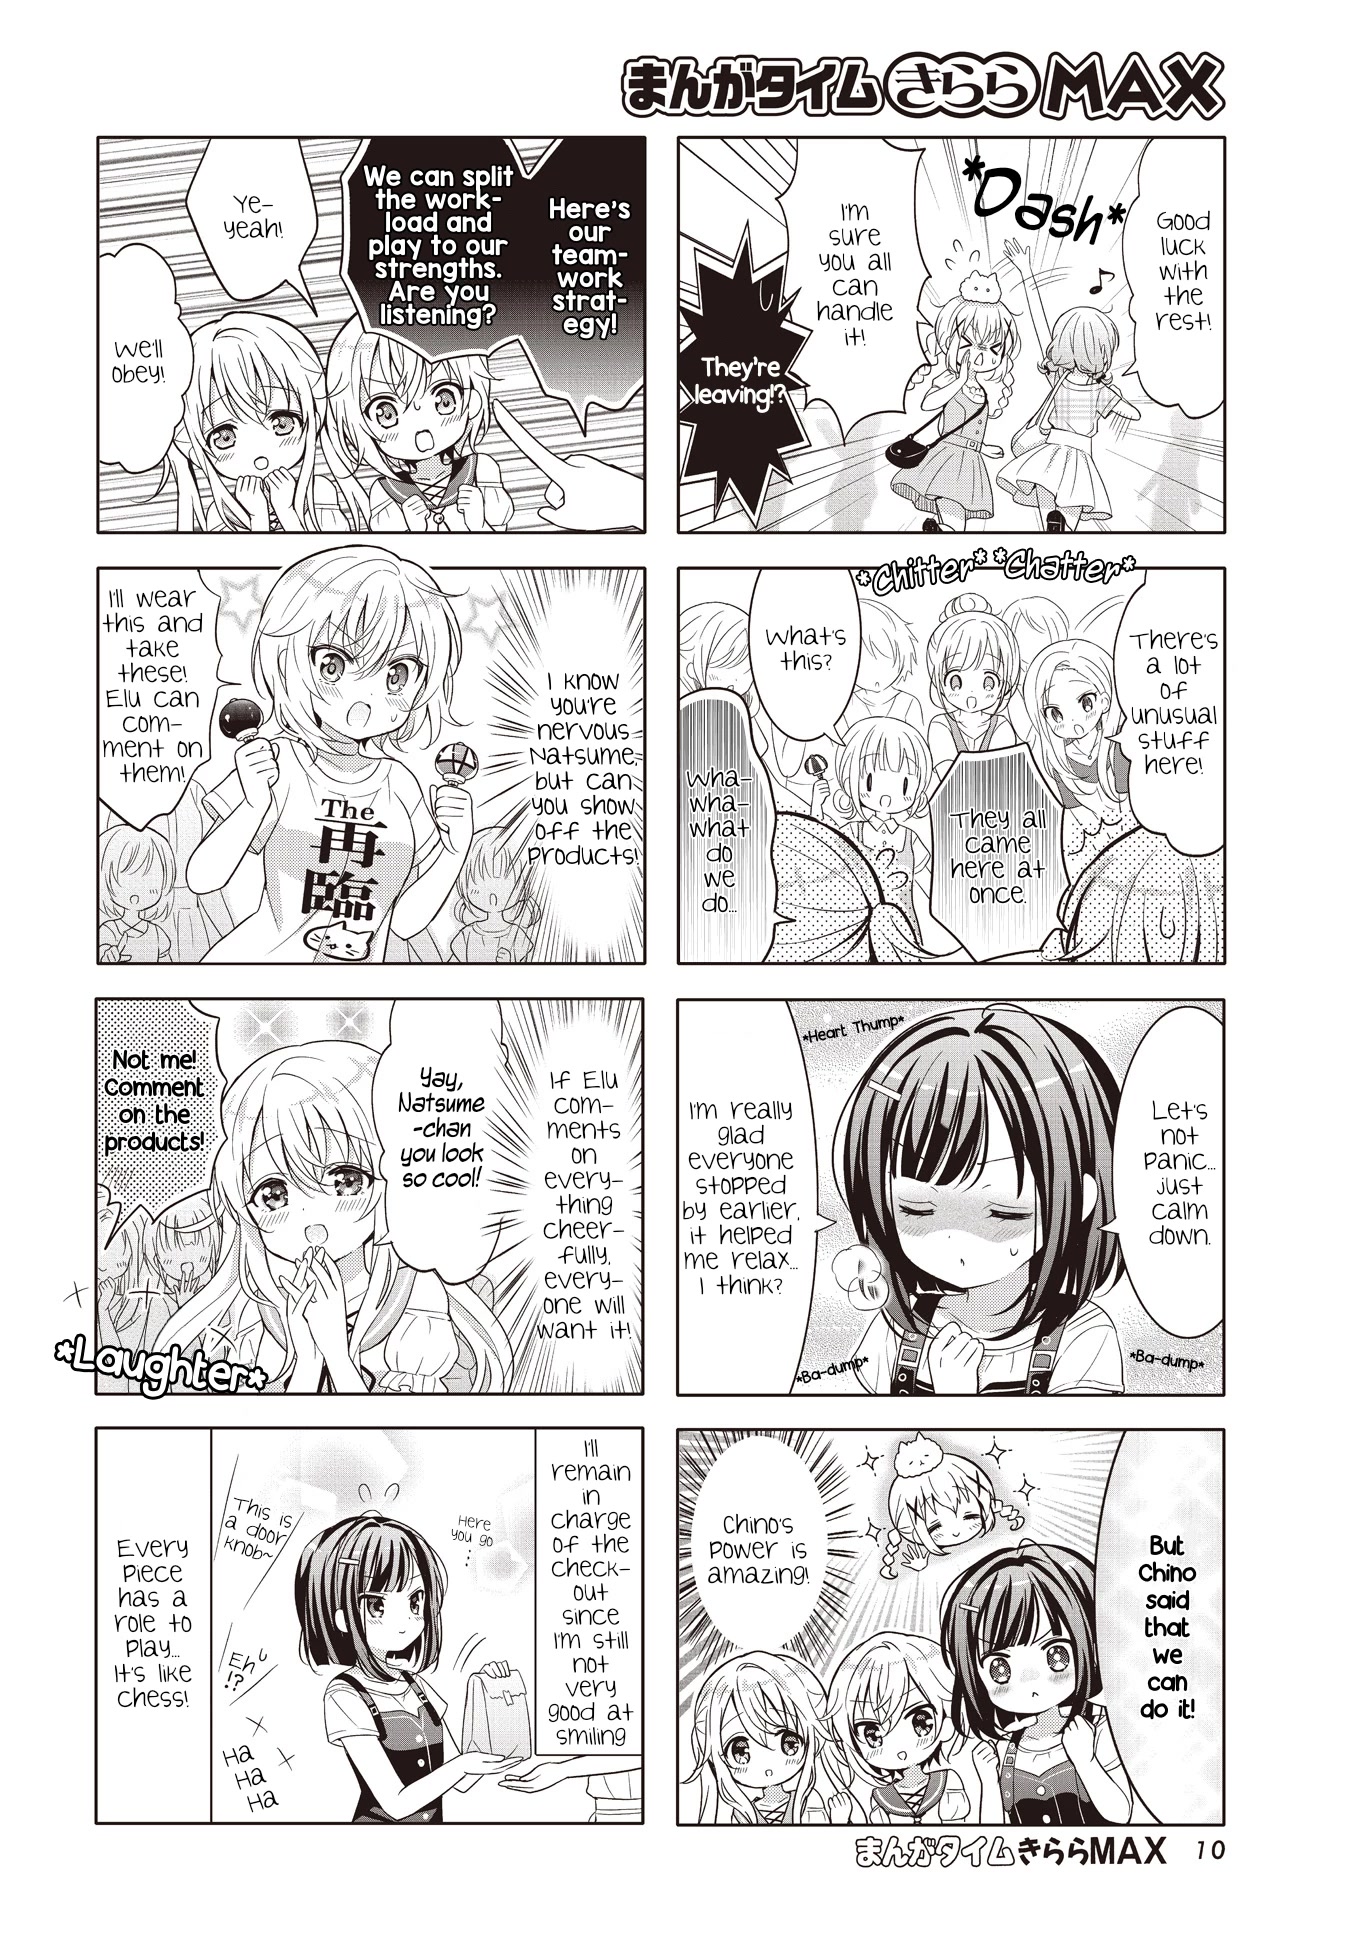 まんがタイムきららMAX
Good
luck
with
the
rest!
*Dash*
I'm
sure
you all
can
handle
it!
They're
leaving!?
*Chitter* *Chatter*
There's
a lot
of
unusual
stuff
here!
What's
this?
They all
came
here at
once.
Wha-
wha-
what
do
we
do...
Let's
not
panic...
just
calm
down.
*Heart Thump*
I'm really
glad
everyone
stopped
by earlier,
it helped
me relax...
I think?
*Ba-dump*
*Ba-dump*
But
Chino
said
that
we
can
do it!
Chino's
power is
amazing!
Here's
our
team-
work
strat-
egy!
We can split
the work-
load and
play to our
strengths.
Are you
listening?
Ye-
yeah!
We'll
obey!
I know
you're
nervous
Natsume,
but can
you show
off the
products!
The
再
臨
I'll wear
this and
take
these!
Elu can
com-
ment on
them!
If Elu
com-
ments
on
every-
thing
cheer-
fully,
every-
one will
want it!
Yay,
Natsume
-chan
you look
so cool!
Not me!
Comment
on the
products!
*Laughter*
I'll
remain
in
charge
of the
check-
out
since
I'm still
not
very
good at
smiling
Here
you go
...
This is
a door
knob~
Eh
!?
Ha
Ha
Ha
Every
piece
has a
role to
play...
It's like
chess!
まんがタイムきららMAX 10